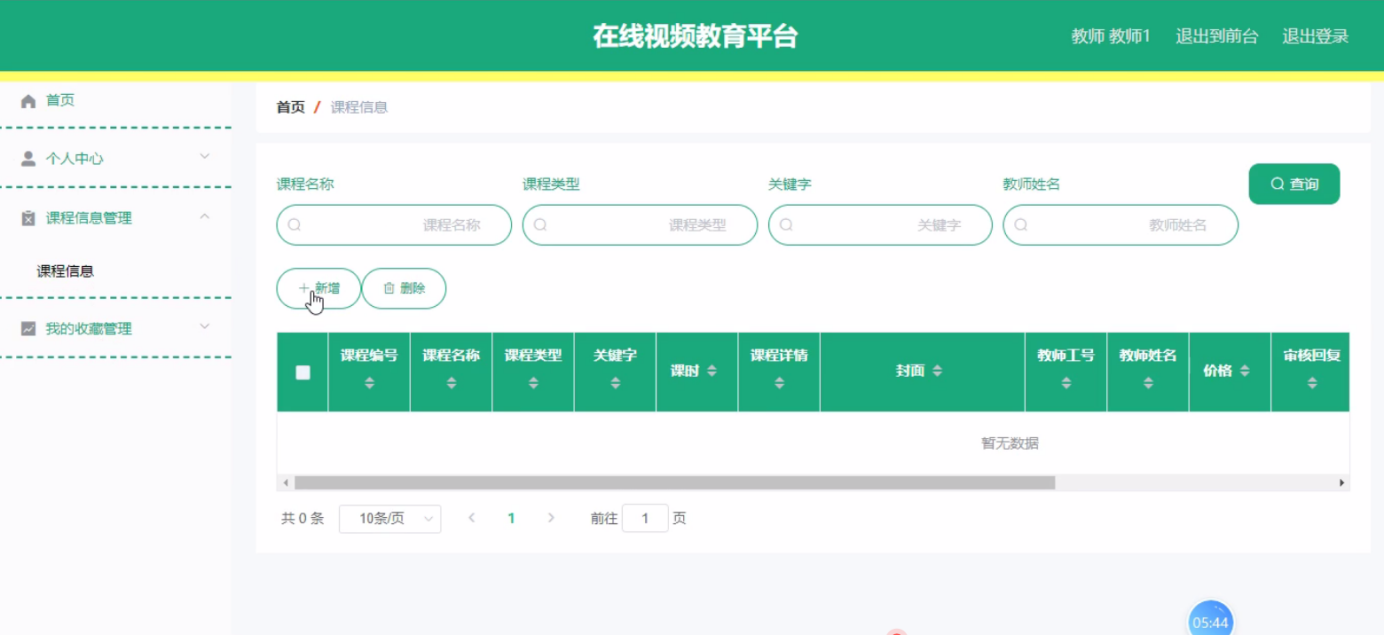 在线视频教育平台
教师 教师1 退出到前台 退出登录
首页
个人中心
课程信息管理
课程信息
我的收藏管理
首页 / 课程信息
课程名称 课程类型 关键字 教师姓名 查询
课程名称 课程类型 关键字 教师姓名
新增 删除
课程编号 课程名称 课程类型 关键字 课时 课程详情 封面 教师工号 教师姓名 价格 审核回复
暂无数据
共 0 条 10条/页 1 前往 1 页
05:44